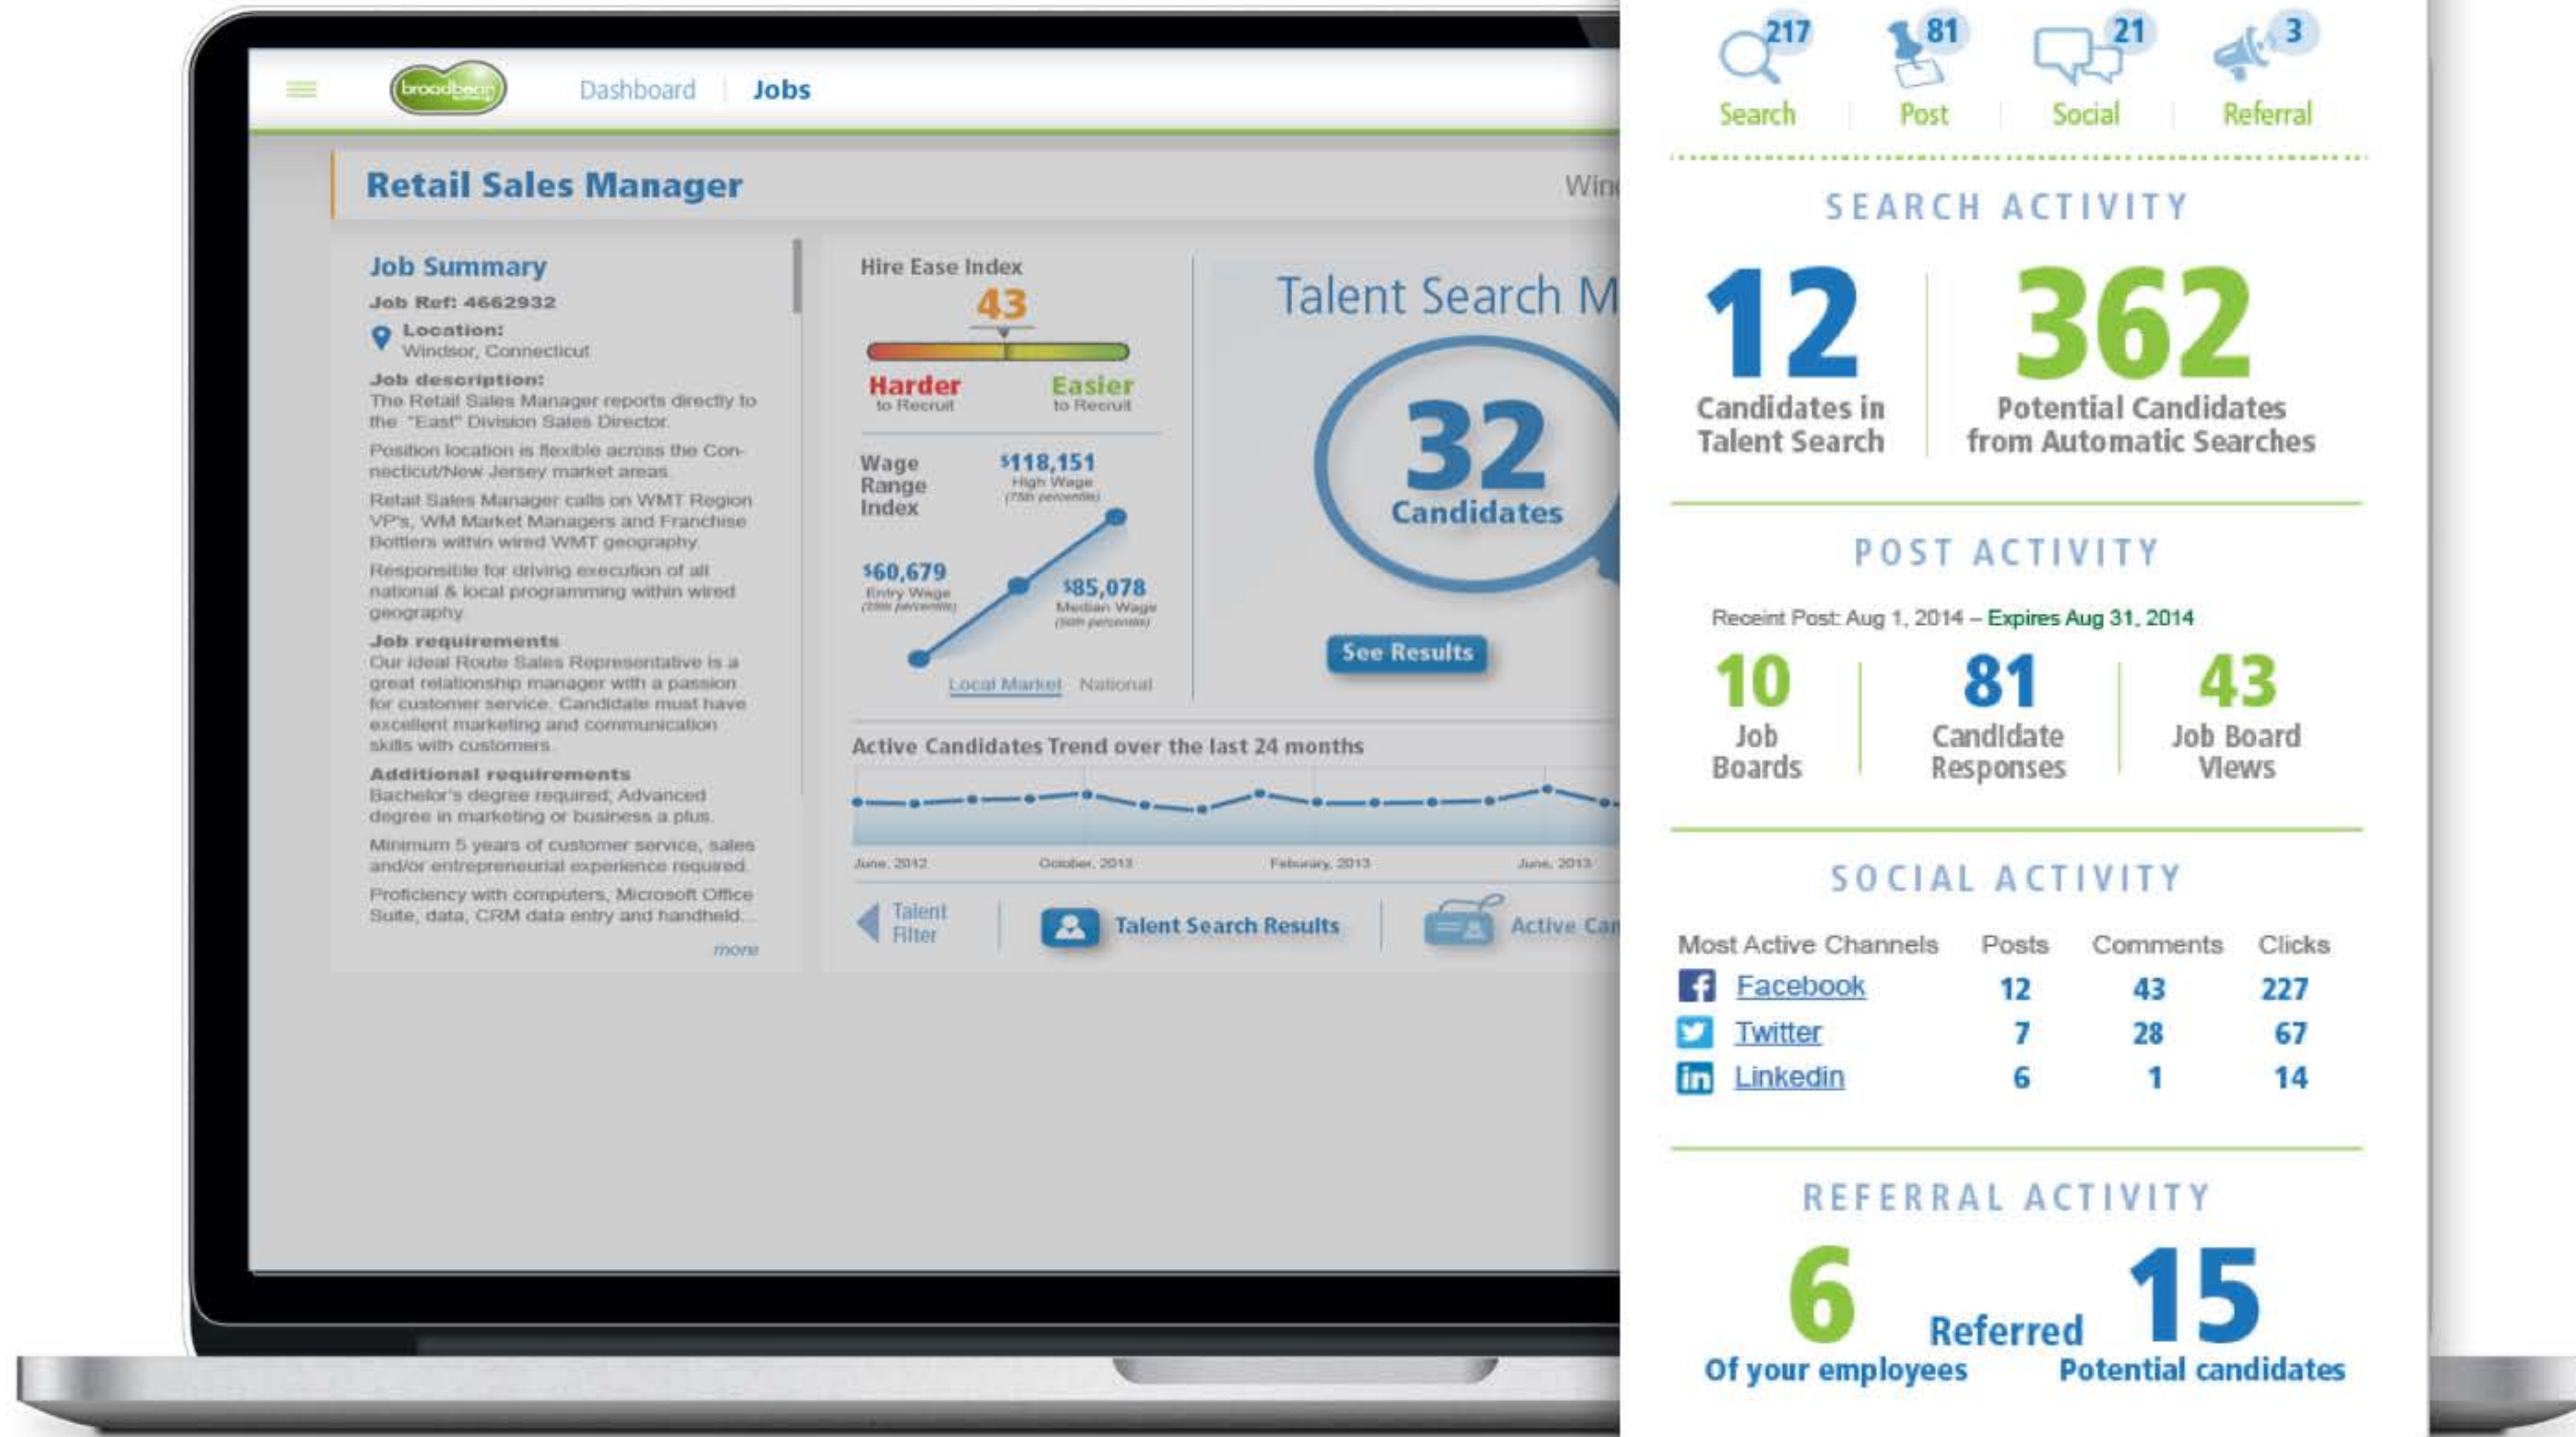 broadbean
Dashboard
Jobs
Retail Sales Manager
Win
Job Summary
Job Ref: 4662932
Location:
Windsor, Connecticut
Job description:
The Retail Sales Manager reports directly to
the "East" Division Sales Director.
Position location is flexible across the Con-
necticut/New Jersey market areas.
Retail Sales Manager calls on WMT Region
VP's, WM Market Managers and Franchise
Bottlers within wired WMT geography.
Responsible for driving execution of all
national & local programming within wired
geography
Job requirements
Our ideal Route Sales Representative is a
great relationship manager with a passion
for customer service. Candidate must have
excellent marketing and communication
skills with customers.
Additional requirements
Bachelor's degree required, Advanced
degree in marketing or business a plus.
Minimum 5 years of customer service, sales
and/or entrepreneurial experience required.
Proficiency with computers, Microsoft Office
Suite, data, CRM data entry and handheld...
more
Hire Ease Index
43
Harder
to Recruit
Easier
to Recruit
Wage
Range
Index
$118,151
High Wage
(75th percentile)
$60,679
Entry Wage
$85,078
Median Wage
(50th percentile)
Local Market
National
Talent Search M
32
Candidates
See Results
Active Candidates Trend over the last 24 months
June, 2012
October, 2013
Feburary, 2013
June, 2013
Talent
Filter
Talent Search Results
Active Can
217
81
21
3
Search
Post
Social
Referral
SEARCH ACTIVITY
12
362
Candidates in
Talent Search
Potential Candidates
from Automatic Searches
POST ACTIVITY
Receint Post: Aug 1, 2014 – Expires Aug 31, 2014
10
81
43
Job
Boards
Candidate
Responses
Job Board
Views
SOCIAL ACTIVITY
Most Active Channels Posts Comments Clicks
Facebook 12 43 227
Twitter 7 28 67
Linkedin 6 1 14
REFERRAL ACTIVITY
6
Referred
15
Of your employees
Potential candidates